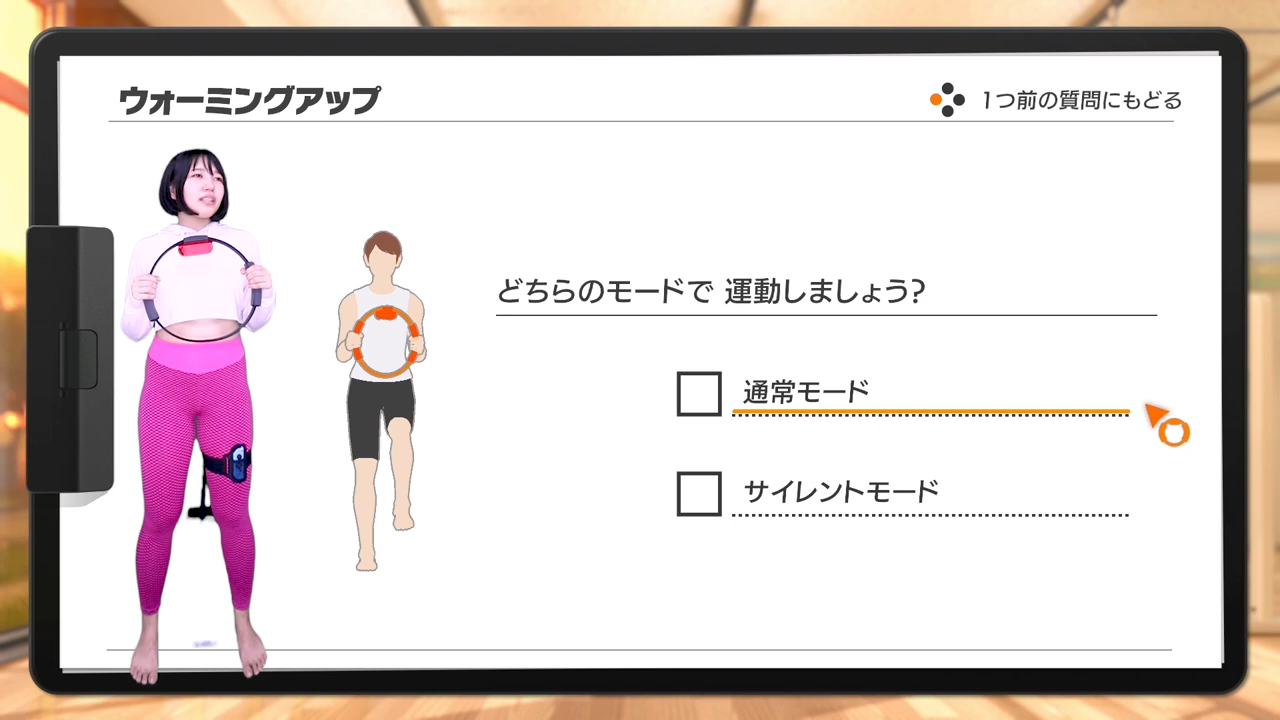 ウォーミングアップ
1つ前の質問にもどる
どちらのモードで 運動しましょう?
通常モード
サイレントモード